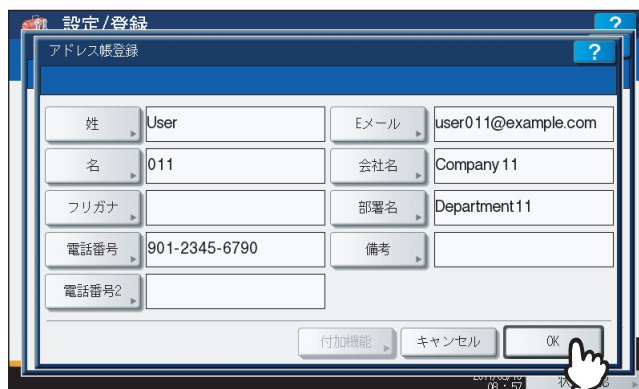 設定/登録
?
アドレス帳登録
?
姓 User Eメール user011@example.com
名 011 会社名 Company 11
フリガナ 部署名 Department11
電話番号 901-2345-6790 備考
電話番号2
付加機能 キャンセル OK
08:57